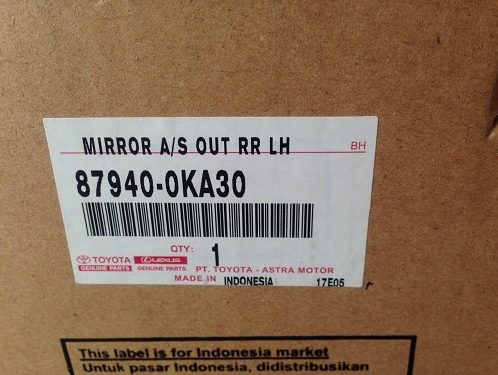 MIRROR A/S OUT RR LH BH
87940-0KA30
QTY: 1
TOYOTA LEXUS
GENUINE PARTS GENUINE PARTS PT. TOYOTA - ASTRA MOTOR
MADE IN INDONESIA 17E05
This label is for Indonesia market
Untuk pasar Indonesia, didistribusikan